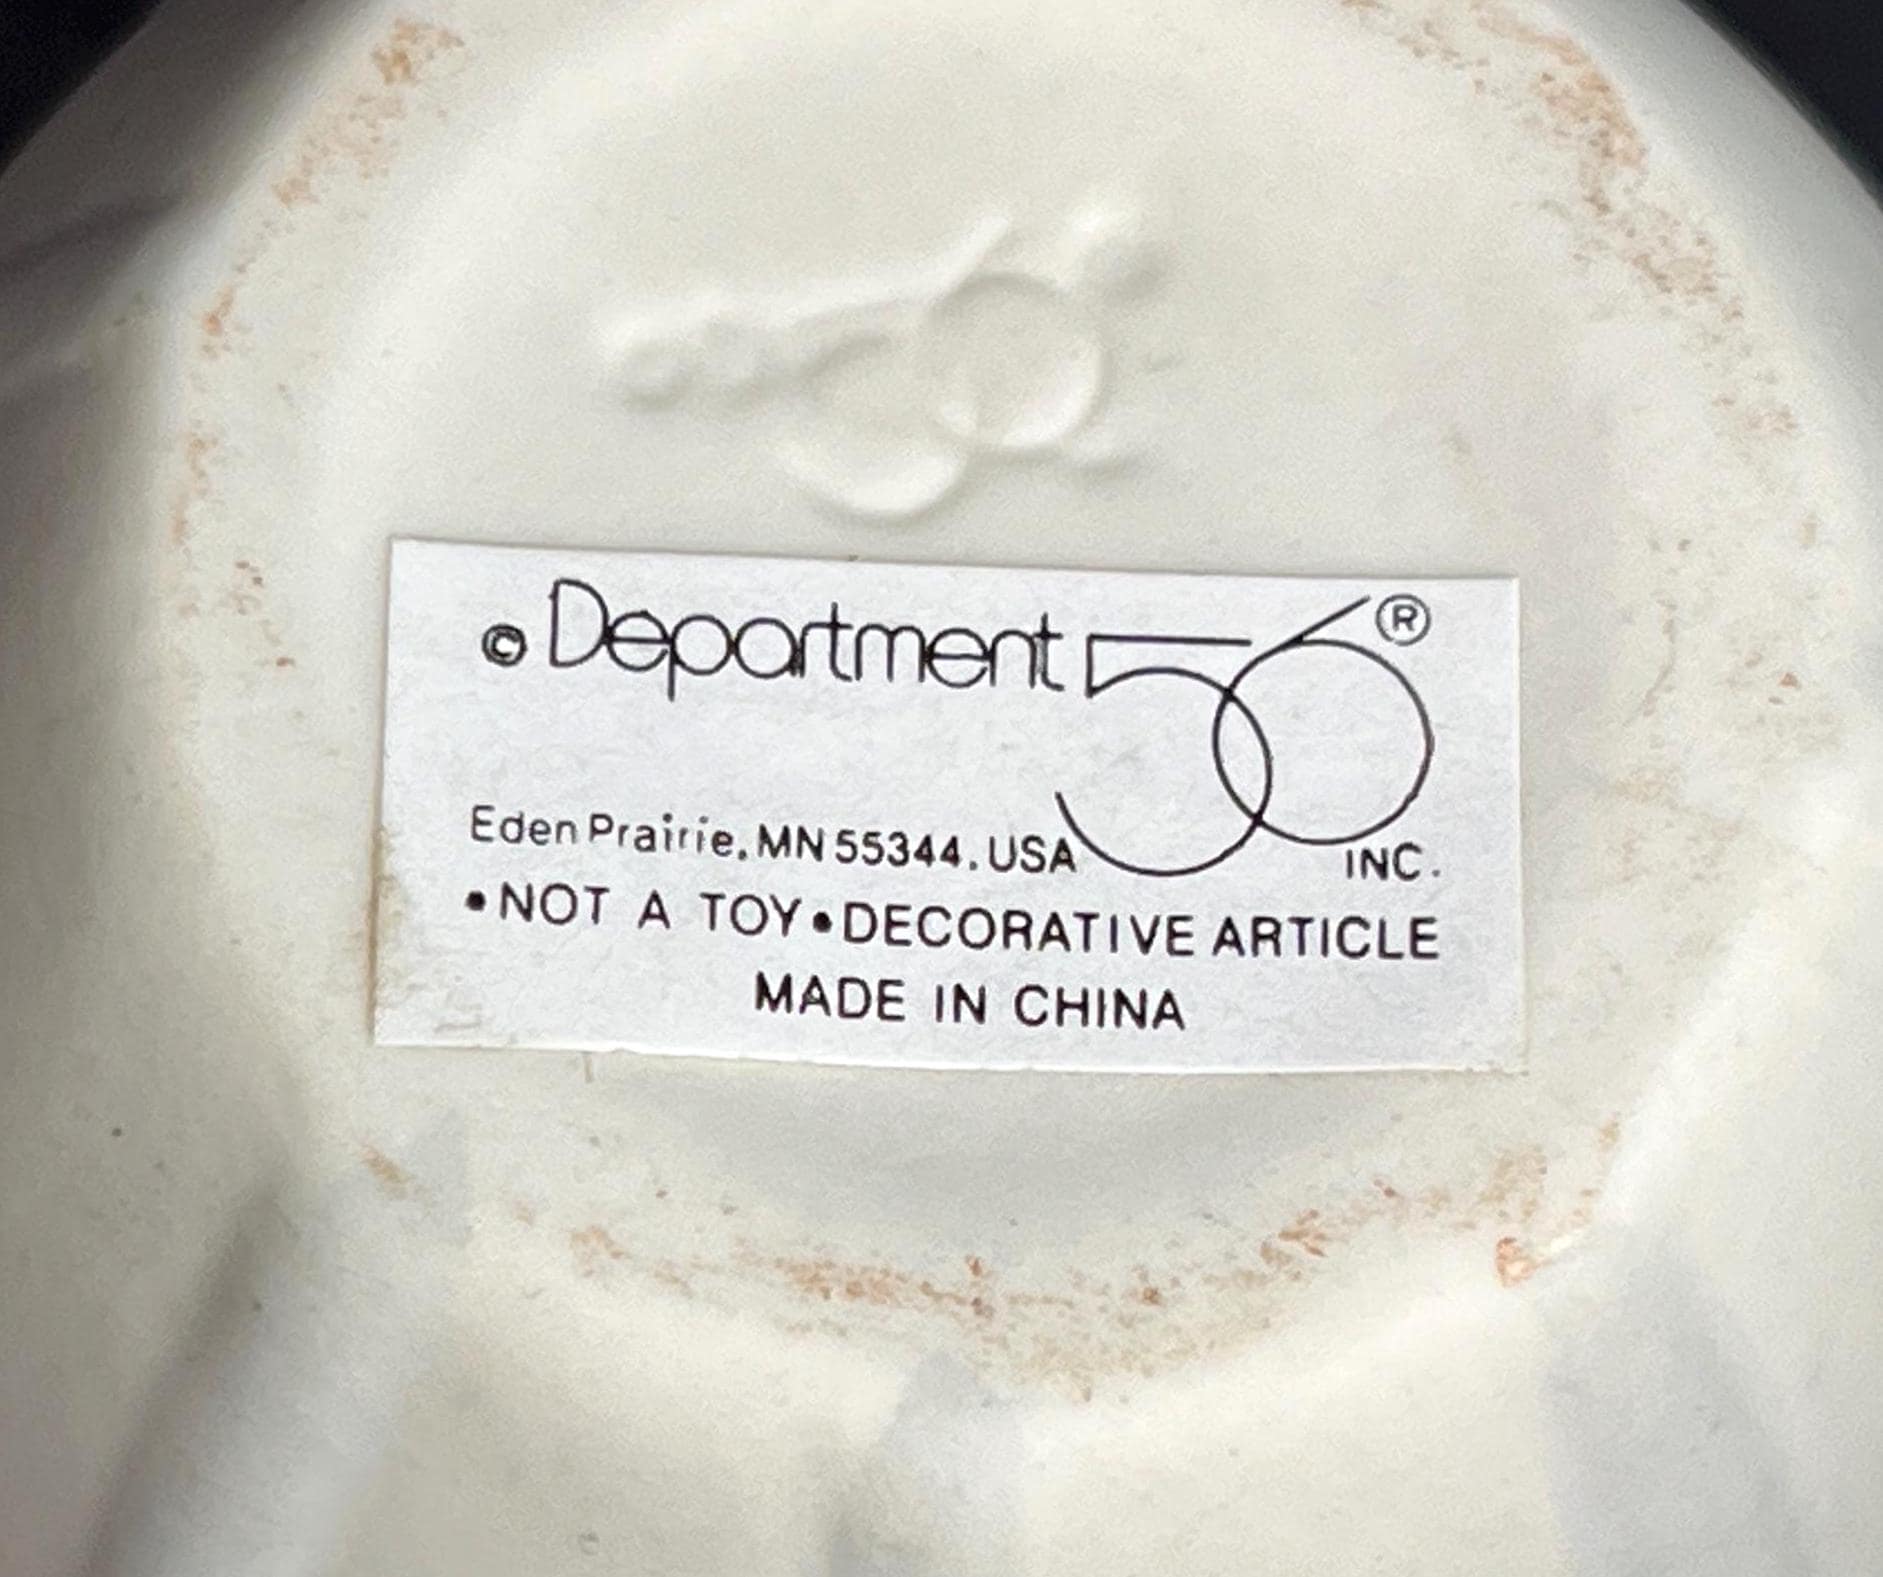 © Department 56 ®
INC.
Eden Prairie, MN 55344, USA
•NOT A TOY•DECORATIVE ARTICLE
MADE IN CHINA